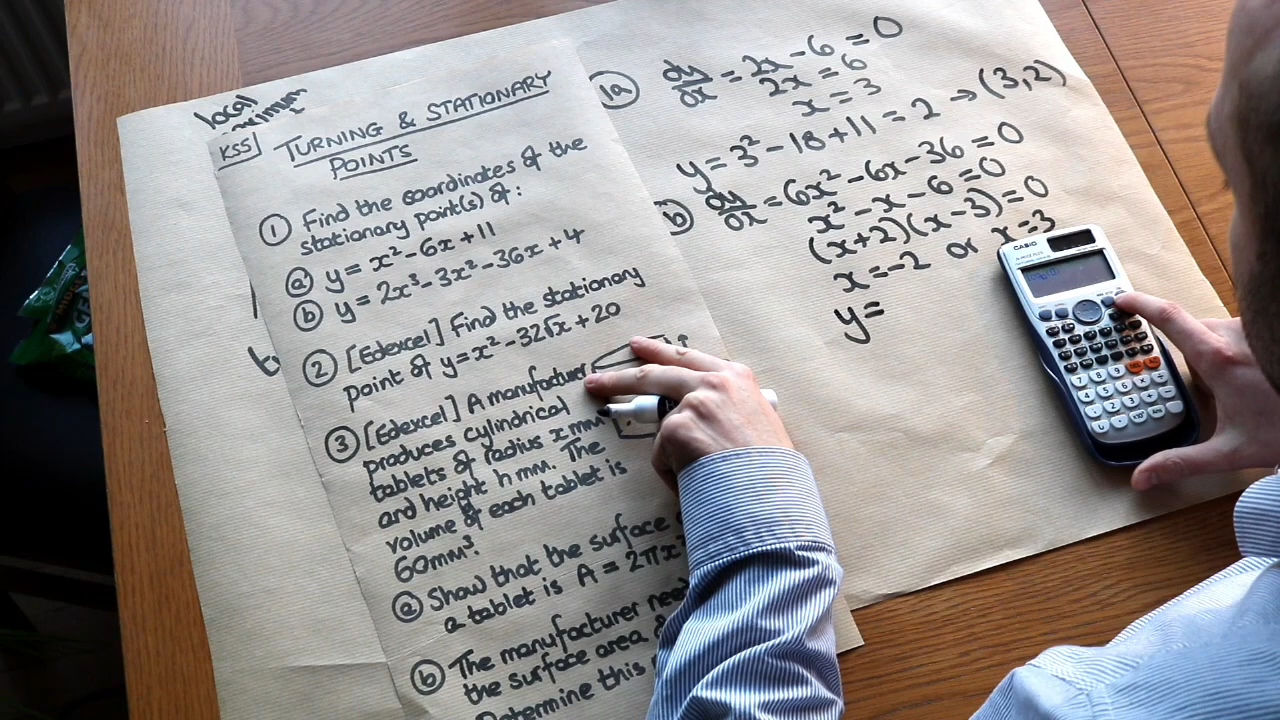 local
KS5
TURNING & STATIONARY
POINTS
① Find the coordinates of the
stationary point(s) of:
ⓐ y = x² - 6x + 11
ⓑ y = 2x³ - 3x² - 36x + 4
② [Edexcel] Find the stationary
point of y = x² - 32√x + 20
③ [Edexcel] A manufacturer
produces cylindrical
tablets of radius x mm
and height h mm. The
volume of each tablet is
60mm³.
ⓐ Show that the surface
a tablet is A = 2πx²
ⓑ The manufacturer need
the surface area
Determine this
1a) dy/dx = 2x - 6 = 0
2x = 6
x = 3
y = 3² - 18 + 11 = 2 → (3,2)
b) dy/dx = 6x² - 6x - 36 = 0
x² - x - 6 = 0
(x+2)(x-3) = 0
x = -2 or x = 3
y =
CASIO